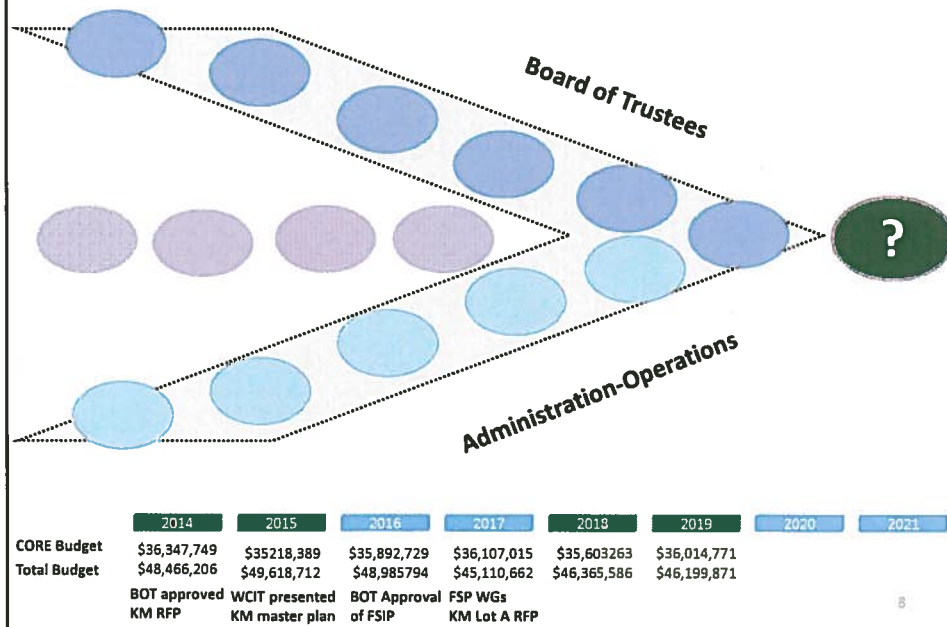 Board of Trustees
?
Administration-Operations
2014 2015 2016 2017 2018 2019 2020 2021
CORE Budget $36,347,749 $35218,389 $35,892,729 $36,107,015 $35,603263 $36,014,771
Total Budget $48,466,206 $49,618,712 $48,985794 $45,110,662 $46,365,586 $46,199,871
BOT approved WCIT presented BOT Approval FSP WGs
KM RFP KM master plan of FSIP KM Lot A RFP
8